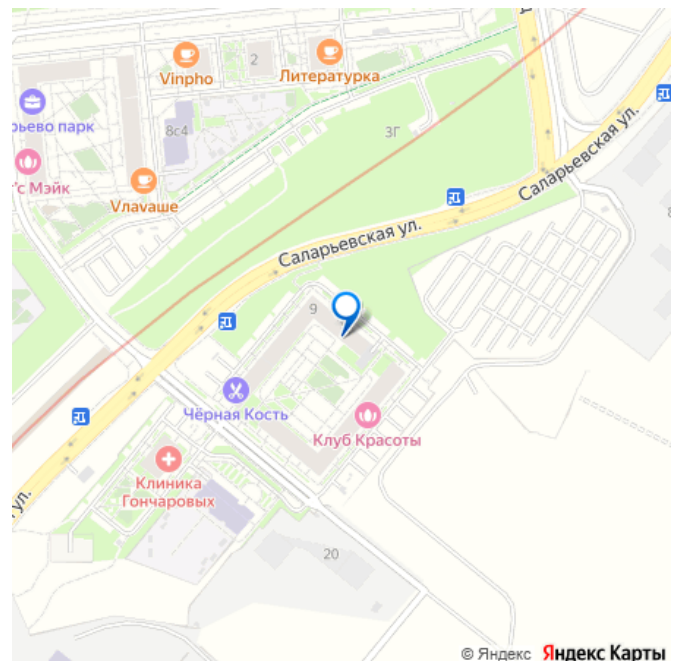 2
Vinpho
Литературка
рьево парк
8с4
3Г
Саларьевская ул.
г'с Мэйк
Vлаvаше
Саларьевская ул.
9
Чёрная Кость
Клуб Красоты
Клиника
Гончаровых
ул.
20
© Яндекс Яндекс Карты